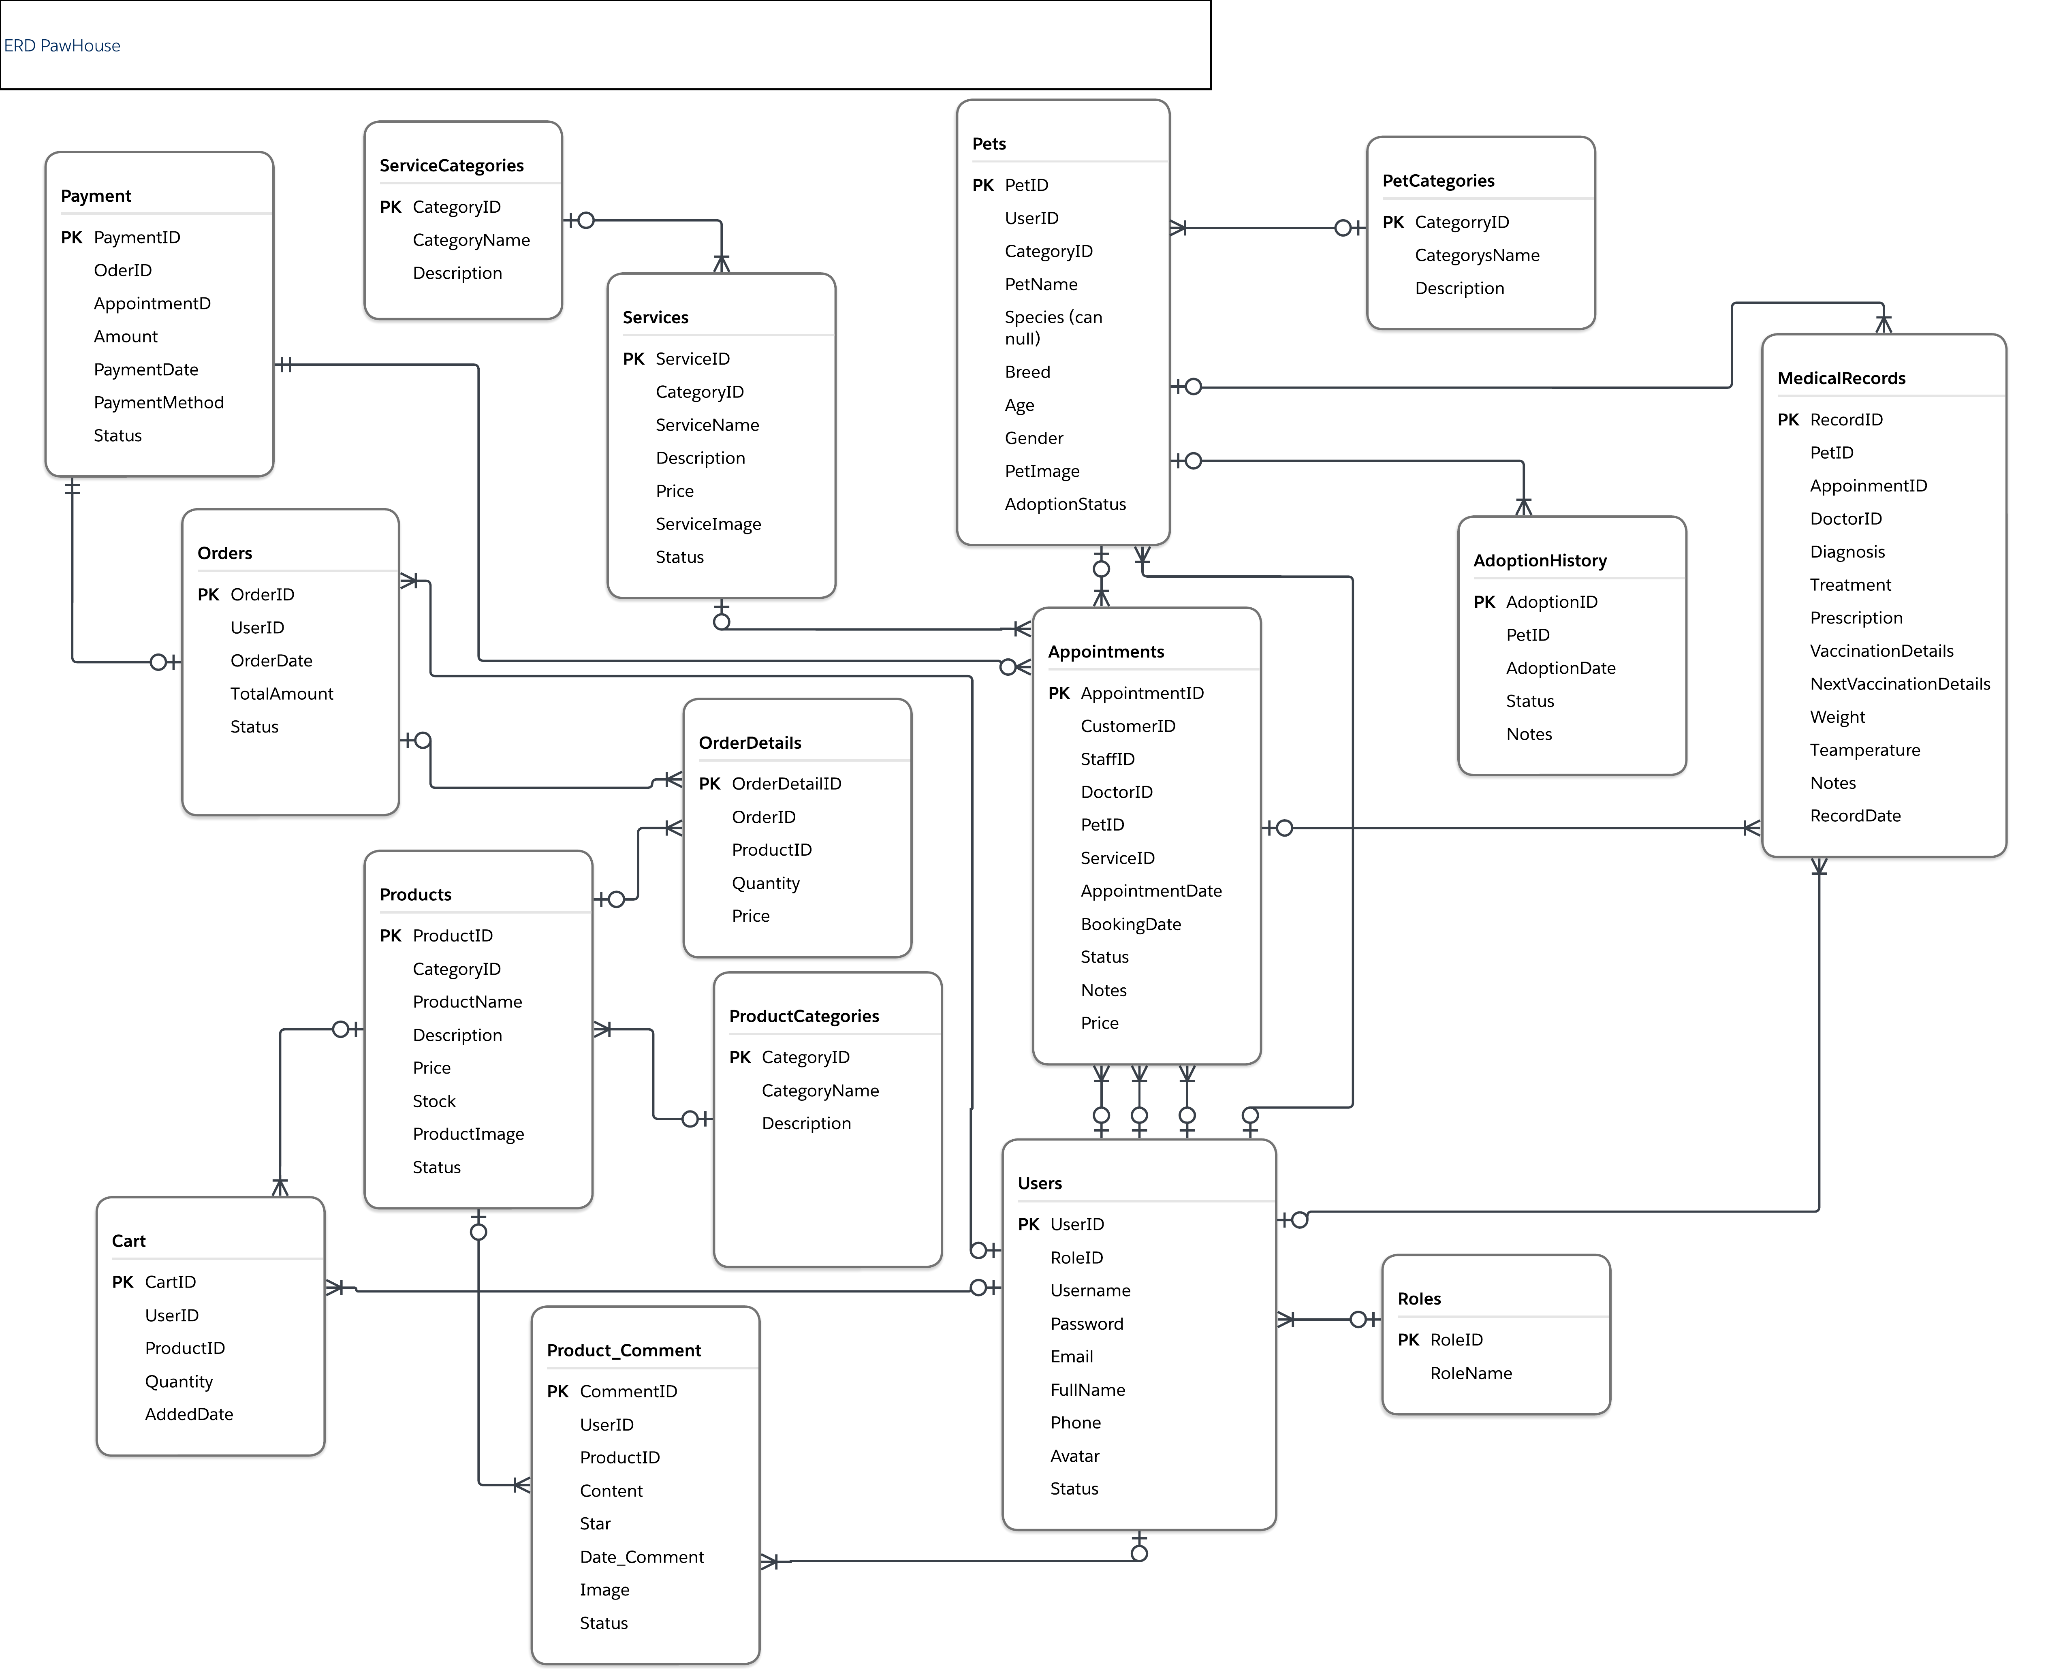 ERD PawHouse
Payment
PK PaymentID
OderID
AppointmentD
Amount
PaymentDate
PaymentMethod
Status
ServiceCategories
PK CategoryID
CategoryName
Description
Services
PK ServiceID
CategoryID
ServiceName
Description
Price
ServiceImage
Status
Pets
PK PetID
UserID
CategoryID
PetName
Species (can
null)
Breed
Age
Gender
PetImage
AdoptionStatus
PetCategories
PK CategorryID
CategorysName
Description
MedicalRecords
PK RecordID
PetID
AppoinmentID
DoctorID
Diagnosis
Treatment
Prescription
VaccinationDetails
NextVaccinationDetails
Weight
Teamperature
Notes
RecordDate
Orders
PK OrderID
UserID
OrderDate
TotalAmount
Status
AdoptionHistory
PK AdoptionID
PetID
AdoptionDate
Status
Notes
Appointments
PK AppointmentID
CustomerID
StaffID
DoctorID
PetID
ServiceID
AppointmentDate
BookingDate
Status
Notes
Price
OrderDetails
PK OrderDetailID
OrderID
ProductID
Quantity
Price
Products
PK ProductID
CategoryID
ProductName
Description
Price
Stock
ProductImage
Status
ProductCategories
PK CategoryID
CategoryName
Description
Cart
PK CartID
UserID
ProductID
Quantity
AddedDate
Product_Comment
PK CommentID
UserID
ProductID
Content
Star
Date_Comment
Image
Status
Users
PK UserID
RoleID
Username
Password
Email
FullName
Phone
Avatar
Status
Roles
PK RoleID
RoleName